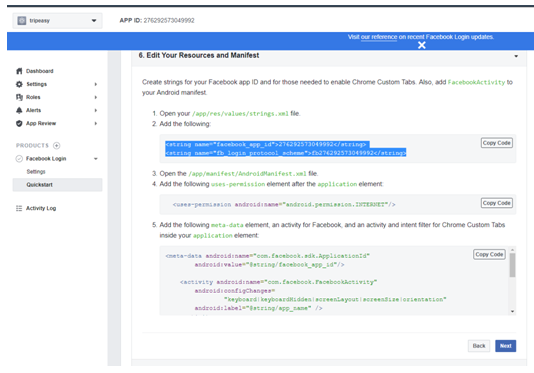 tripeasy
APP ID: 276292573049992
Visit our reference on recent Facebook Login updates.
6. Edit Your Resources and Manifest
Dashboard
Settings
Roles
Alerts
App Review
PRODUCTS
Facebook Login
Settings
Quickstart
Activity Log
Create strings for your Facebook app ID and for those needed to enable Chrome Custom Tabs. Also, add FacebookActivity to
your Android manifest.
1. Open your /app/res/values/strings.xml file.
2. Add the following:
Copy Code
<string name="facebook_app_id">276292573049992</string>
<string name="fb_login_protocol_scheme">fb276292573049992</string>
3. Open the /app/manifest/AndroidManifest.xml file.
4. Add the following uses-permission element after the application element:
Copy Code
<uses-permission android:name="android.permission.INTERNET"/>
5. Add the following meta-data element, an activity for Facebook, and an activity and intent filter for Chrome Custom Tabs
inside your application element:
Copy Code
<meta-data android:name="com.facebook.sdk.ApplicationId"
android:value="@string/facebook_app_id"/>
<activity android:name="com.facebook.FacebookActivity"
android:configChanges=
"keyboard|keyboardHidden|screenLayout|screenSize|orientation"
android:label="@string/app_name" />
Back
Next